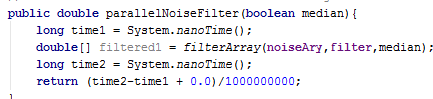 public double parallelNoiseFilter(boolean median){
long time1 = System.nanoTime();
double[] filtered1 = filterArray(noiseAry,filter,median);
long time2 = System.nanoTime();
return (time2-time1 + 0.0)/1000000000;
}